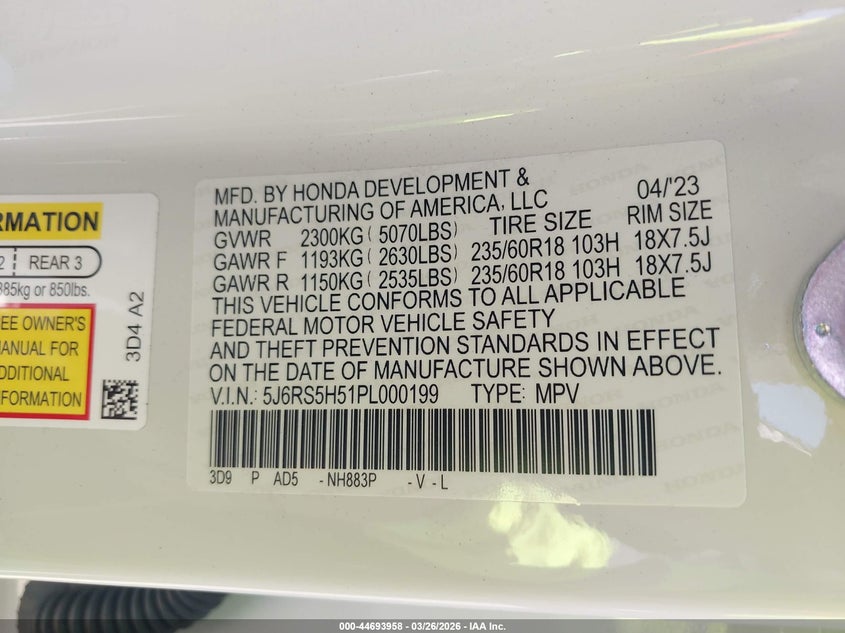 RMATION
2 REAR 3
385kg or 850lbs.
EE OWNER'S
ANUAL FOR
DDITIONAL
FORMATION
3D4 A2
MFD. BY HONDA DEVELOPMENT & 04/'23
MANUFACTURING OF AMERICA, LLC TIRE SIZE RIM SIZE
GVWR 2300KG ( 5070LBS)
GAWR F 1193KG ( 2630LBS) 235/60R18 103H 18X7.5J
GAWR R 1150KG ( 2535LBS) 235/60R18 103H 18X7.5J
THIS VEHICLE CONFORMS TO ALL APPLICABLE
FEDERAL MOTOR VEHICLE SAFETY
AND THEFT PREVENTION STANDARDS IN EFFECT
ON THE DATE OF MANUFACTURE SHOWN ABOVE.
V.I.N.: 5J6RS5H51PL000199 TYPE: MPV
3D9 P AD5 -NH883P -V -L
000-44693958 - 03/26/2026 - IAA Inc.